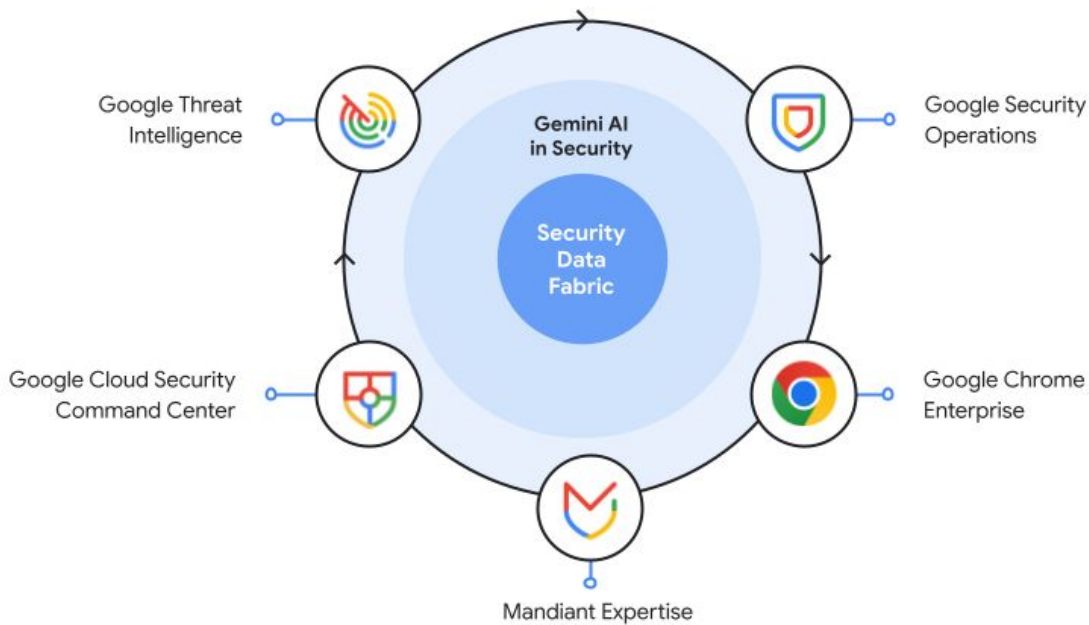 Google Threat
Intelligence
Google Security
Operations
Gemini AI
in Security
Security
Data
Fabric
Google Cloud Security
Command Center
Google Chrome
Enterprise
Mandiant Expertise